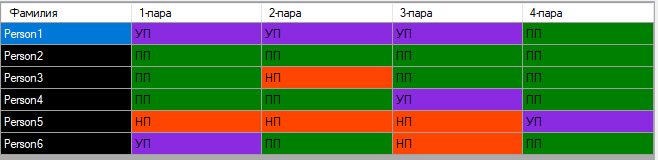 Фамилия 1-пара 2-пара 3-пара 4-пара
Person1 УП УП УП ПП
Person2 ПП ПП ПП ПП
Person3 ПП НП ПП ПП
Person4 ПП ПП УП ПП
Person5 НП НП НП УП
Person6 УП ПП НП ПП